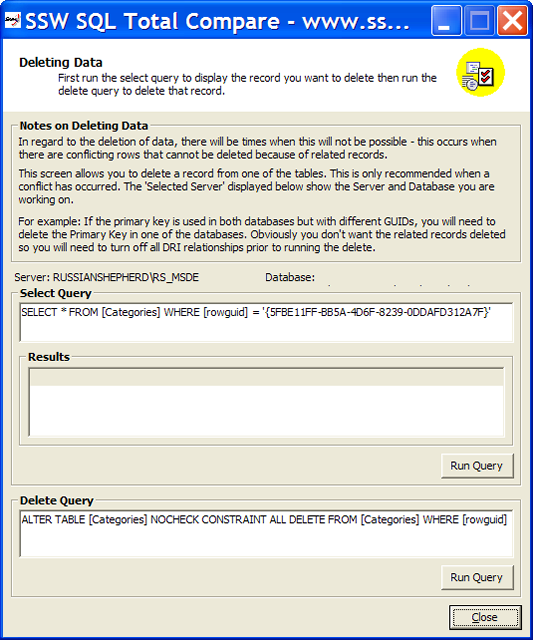 SSW SQL Total Compare - www.ss...
Deleting Data
First run the select query to display the record you want to delete then run the
delete query to delete that record.
Notes on Deleting Data
In regard to the deletion of data, there will be times when this will not be possible - this occurs when
there are conflicting rows that cannot be deleted because of related records.
This screen allows you to delete a record from one of the tables. This is only recommended when a
conflict has occurred. The 'Selected Server' displayed below show the Server and Database you are
working on.
For example: If the primary key is used in both databases but with different GUIDs, you will need to
delete the Primary Key in one of the databases. Obviously you don't want the related records deleted
so you will need to turn off all DRI relationships prior to running the delete.
Server: RUSSIANSHEPHERD\RS_MSDE Database:
Select Query
SELECT * FROM [Categories] WHERE [rowguid] = '{5FBE11FF-BB5A-4D6F-8239-0DDAFD312A7F}'
Results
Run Query
Delete Query
ALTER TABLE [Categories] NOCHECK CONSTRAINT ALL DELETE FROM [Categories] WHERE [rowguid]
Run Query
Close